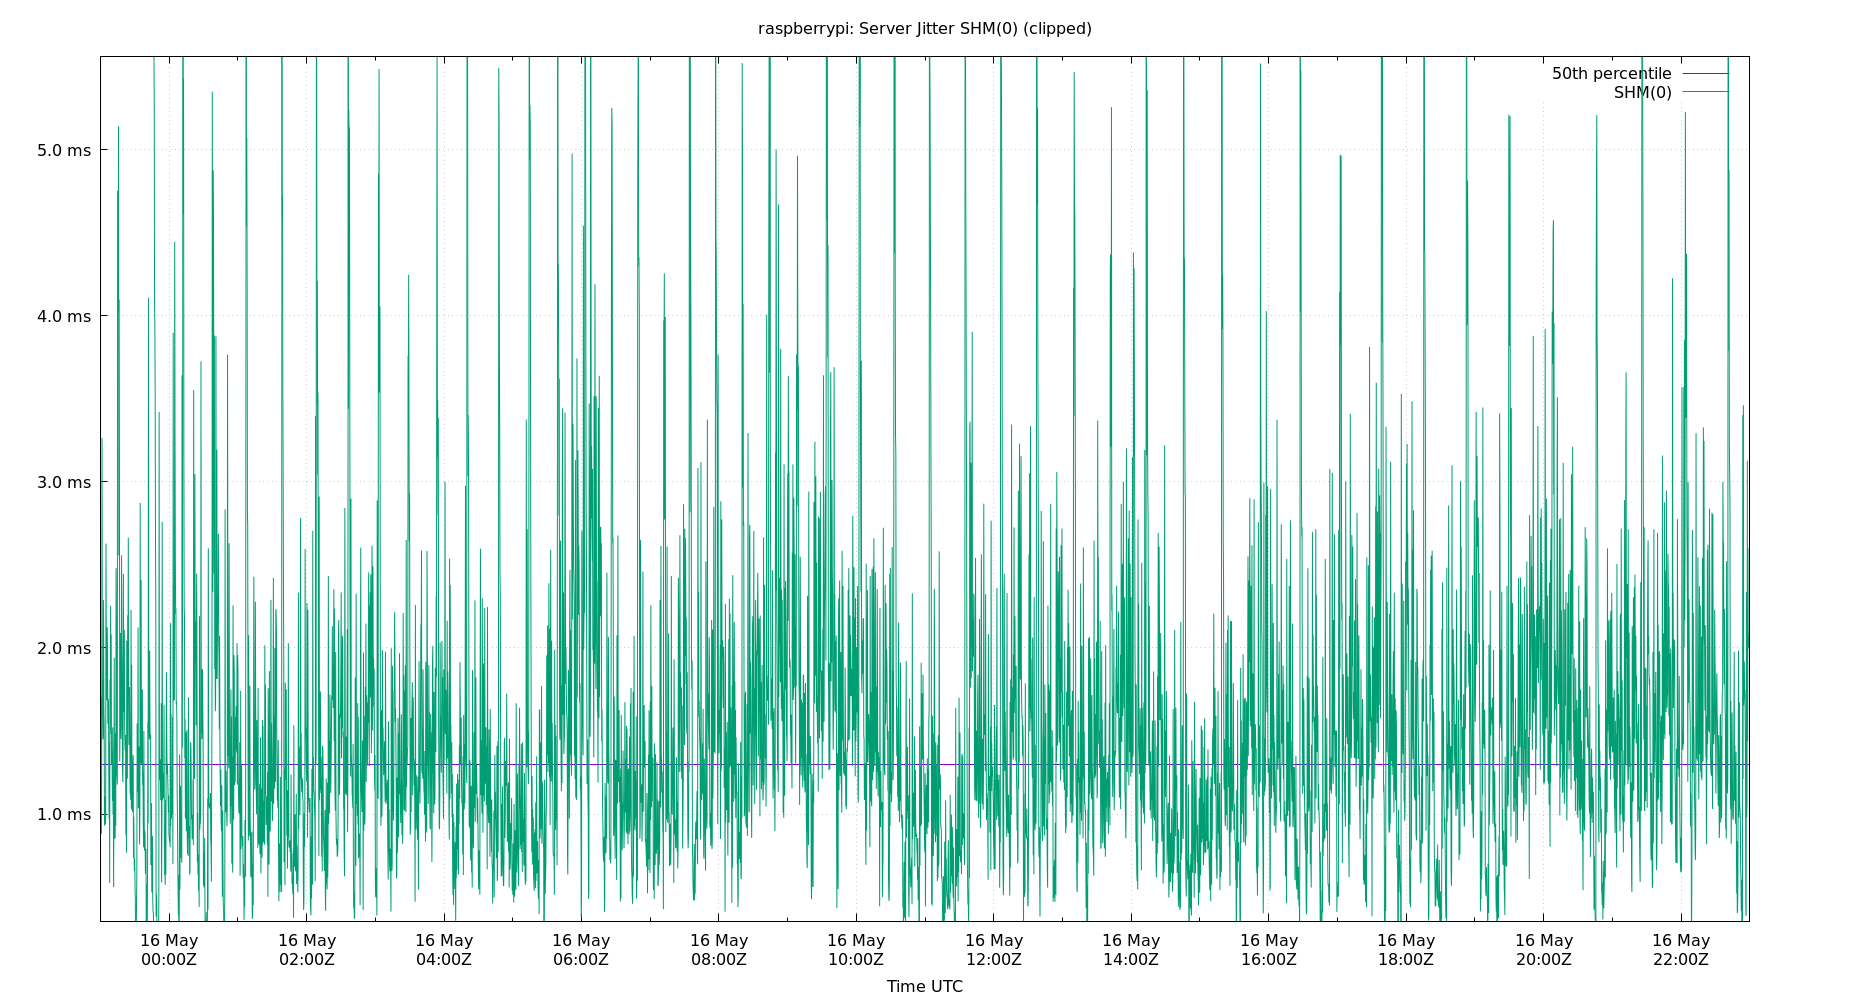 raspberrypi: Server Jitter SHM(0) (clipped)
50th percentile
SHM(0)
5.0 ms
4.0 ms
3.0 ms
2.0 ms
1.0 ms
16 May 16 May 16 May 16 May 16 May 16 May 16 May 16 May 16 May 16 May 16 May 16 May
00:00Z 02:00Z 04:00Z 06:00Z 08:00Z 10:00Z 12:00Z 14:00Z 16:00Z 18:00Z 20:00Z 22:00Z
Time UTC